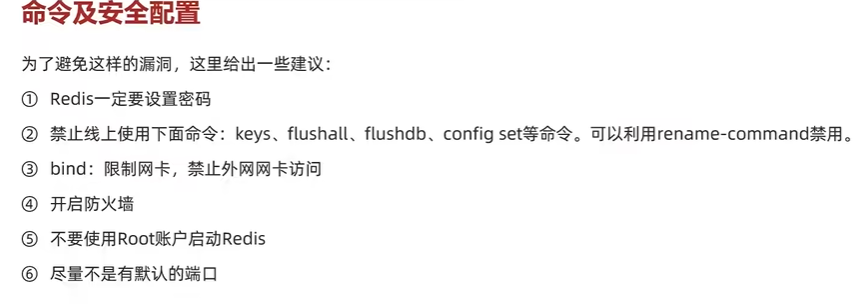 命令及安全配置
为了避免这样的漏洞，这里给出一些建议：
① Redis一定要设置密码
② 禁止线上使用下面命令：keys、flushall、flushdb、config set等命令。可以利用rename-command禁用。
③ bind：限制网卡，禁止外网网卡访问
④ 开启防火墙
⑤ 不要使用Root账户启动Redis
⑥ 尽量不是有默认的端口